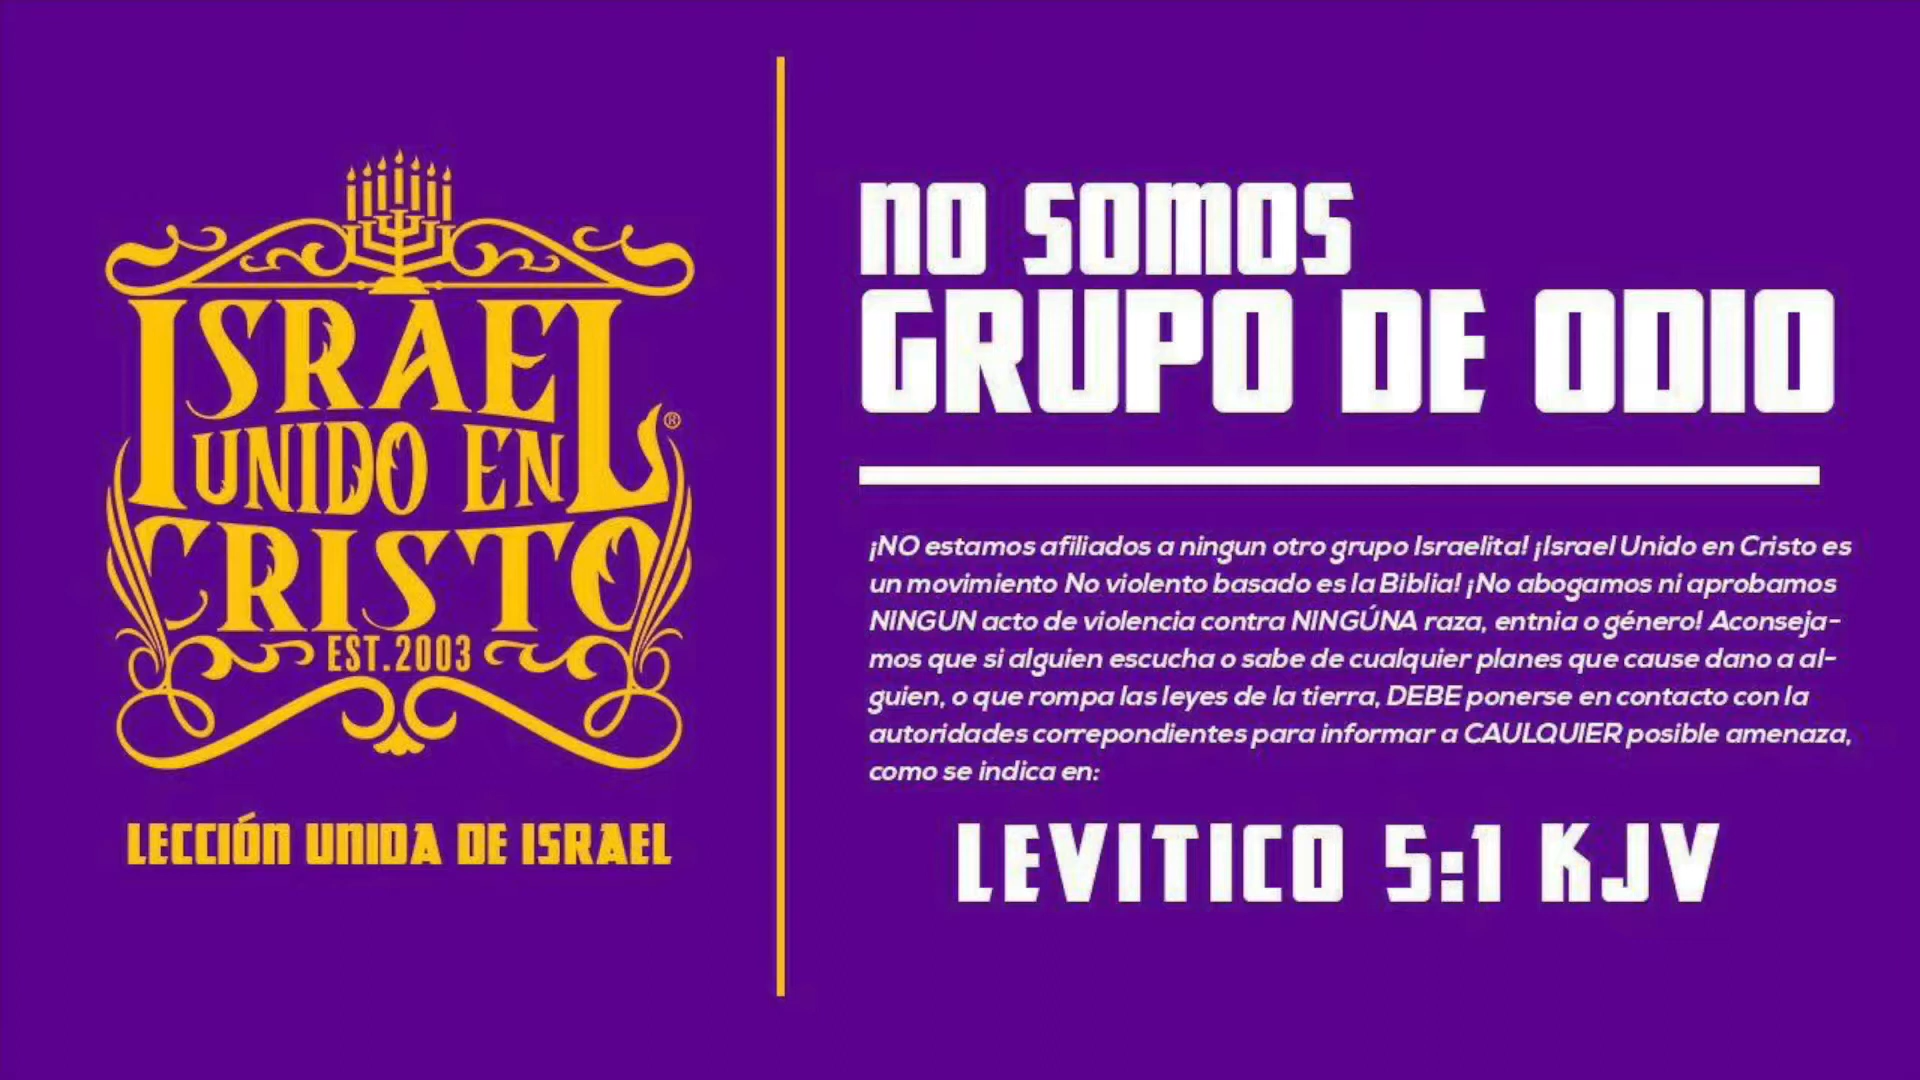 ISRAEL
UNIDO EN
CRISTO
®
EST.2003
LECCIÓN UNIDA DE ISRAEL
NO SOMOS
GRUPO DE ODIO
¡NO estamos afiliados a ningun otro grupo Israelita! ¡Israel Unido en Cristo es
un movimiento No violento basado es la Biblia! ¡No abogamos ni aprobamos
NINGUN acto de violencia contra NINGÚNA raza, entnia o género! Aconseja-
mos que si alguien escucha o sabe de cualquier planes que cause dano a al-
guien, o que rompa las leyes de la tierra, DEBE ponerse en contacto con la
autoridades correpondientes para informar a CAULQUIER posible amenaza,
como se indica en:
LEVITICO 5:1 KJV